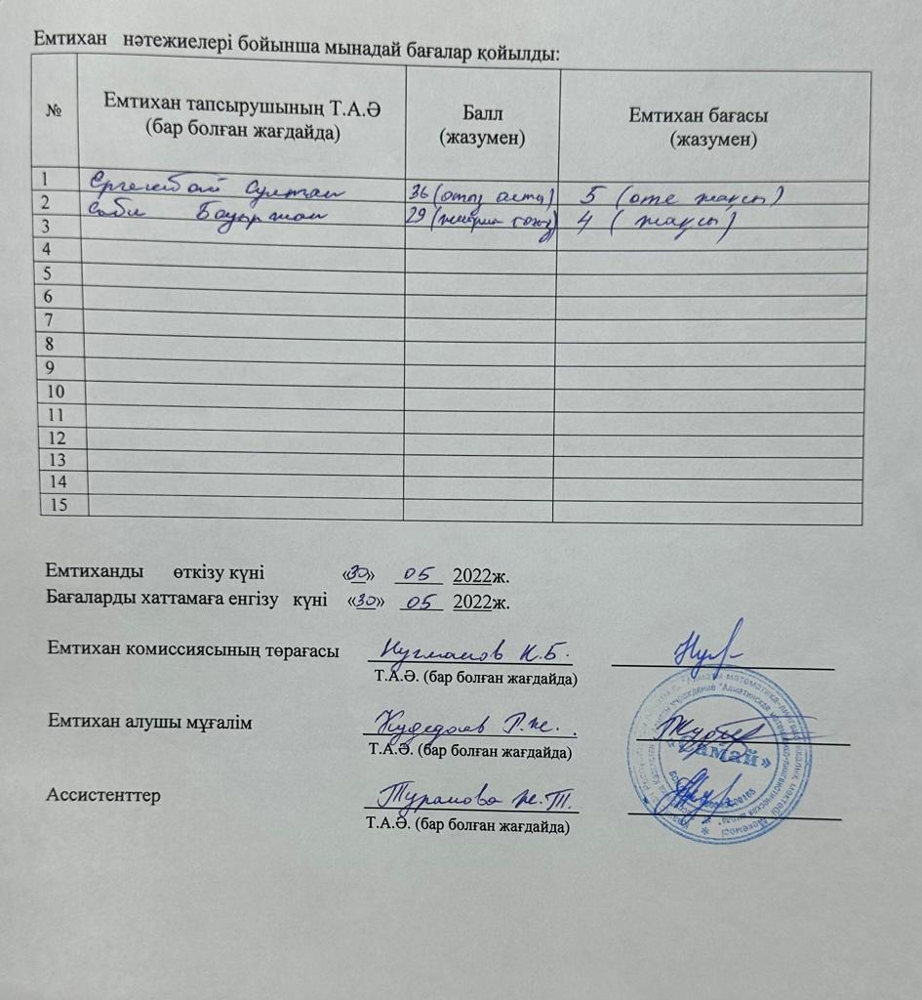 Емтихан нәтежиелері бойынша мынадай бағалар қойылды:
№ Емтихан тапсырушының Т.А.Ә (бар болған жағдайда) Балл (жазумен) Емтихан бағасы (жазумен)
1 Ергенбай Султан 36 (отыз алты) 5 (өте жақсы)
2 Сәби Бауыржан 29 (жиырма тоғыз) 4 (жақсы)
3
4
5
6
7
8
9
10
11
12
13
14
15
Емтиханды өткізу күні «30» 05 2022ж.
Бағаларды хаттамаға енгізу күні «30» 05 2022ж.
Емтихан комиссиясының төрағасы Нугманов К.Б.
Т.А.Ә. (бар болған жағдайда)
Емтихан алушы мұғалім
Т.А.Ә. (бар болған жағдайда)
«Самай»
Ассистенттер Туранова Ж.Т.
Т.А.Ә. (бар болған жағдайда)